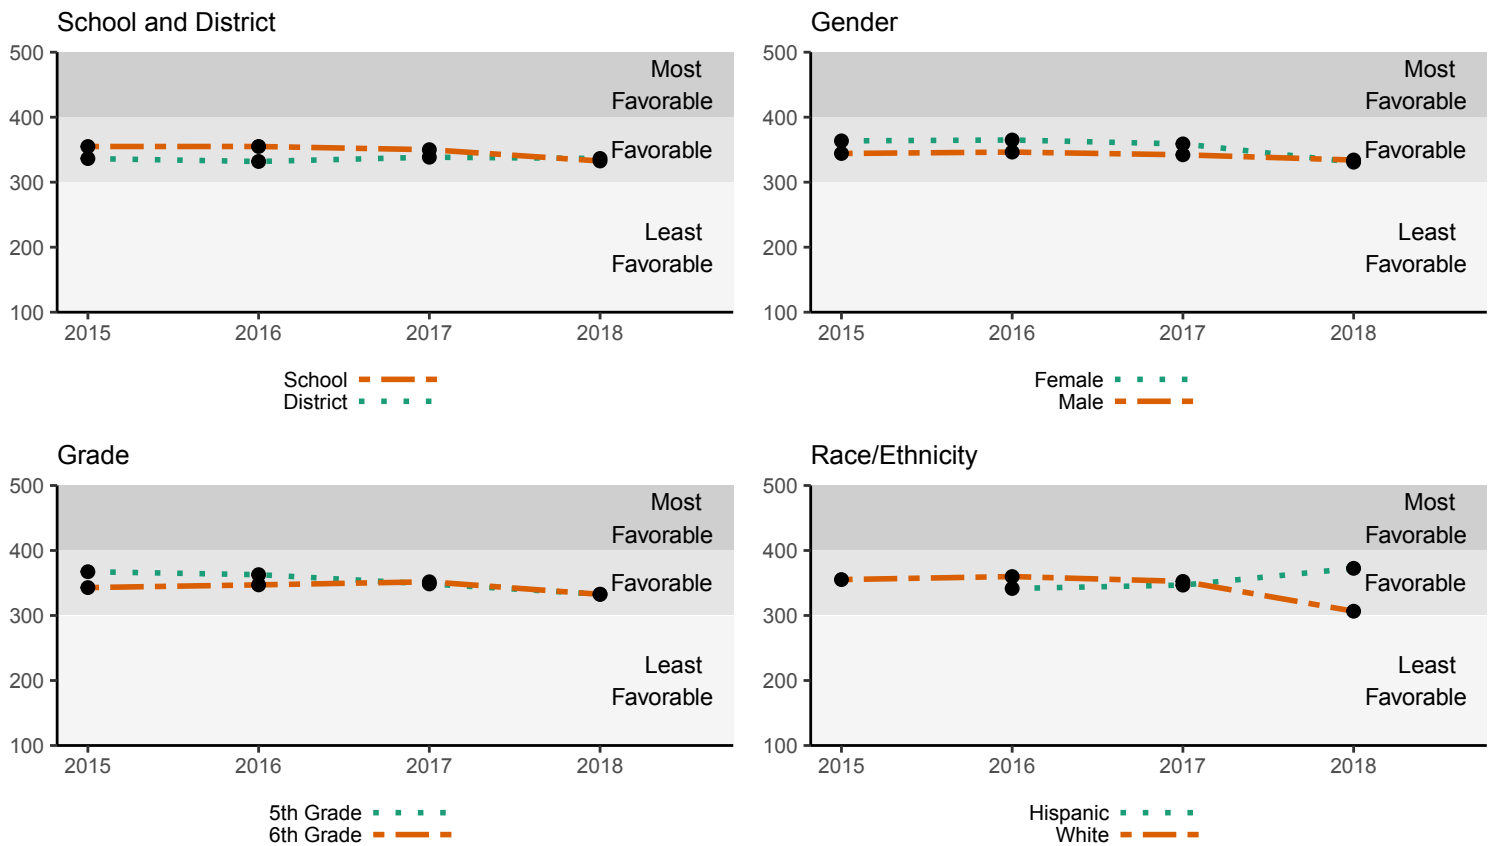 School and District
500
400
300
200
100
Most
Favorable
Favorable
Least
Favorable
2015 2016 2017 2018
School
District
Gender
500
400
300
200
100
Most
Favorable
Favorable
Least
Favorable
2015 2016 2017 2018
Female
Male
Grade
500
400
300
200
100
Most
Favorable
Favorable
Least
Favorable
2015 2016 2017 2018
5th Grade
6th Grade
Race/Ethnicity
500
400
300
200
100
Most
Favorable
Favorable
Least
Favorable
2015 2016 2017 2018
Hispanic
White